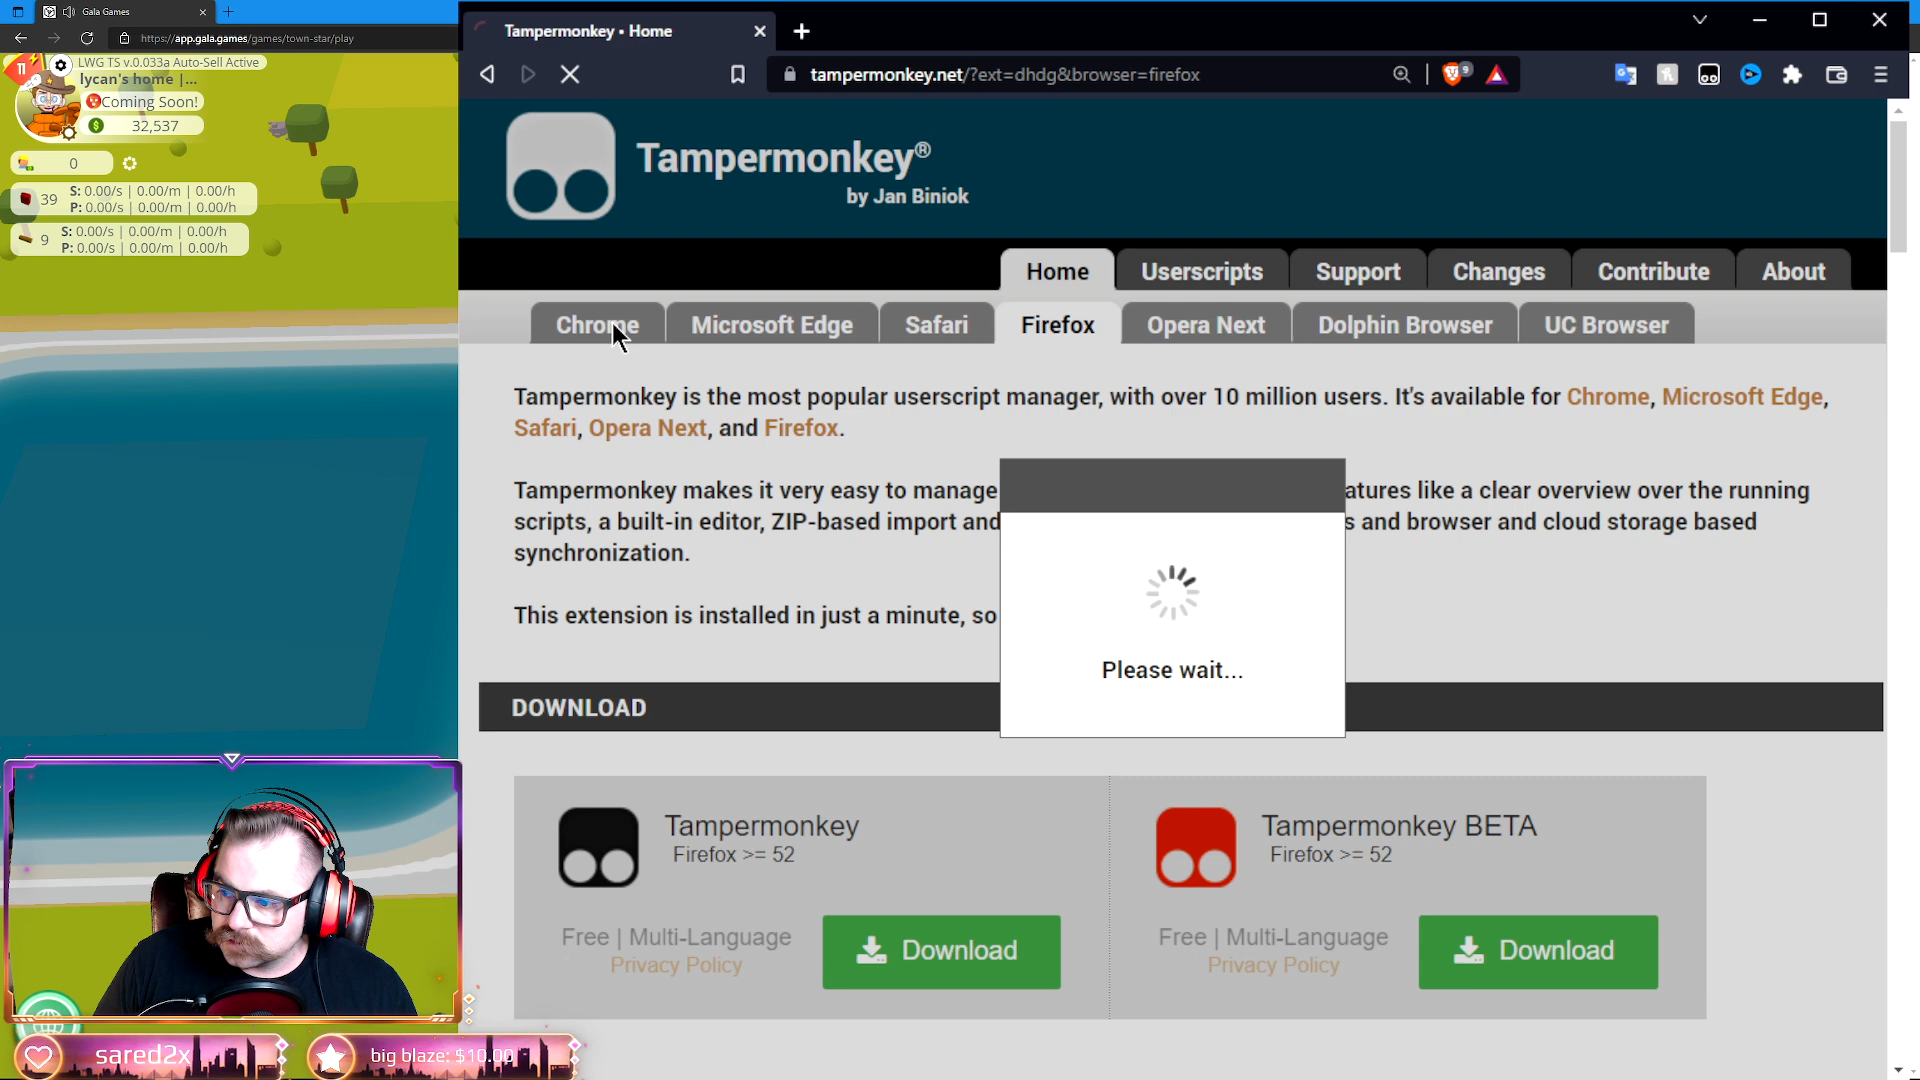 Gala Games
https://app.gala.games/games/town-star/play
LWG TS v.0.033a Auto-Sell Active
lycan's home |...
Coming Soon!
32,537
0
39
S: 0.00/s | 0.00/m | 0.00/h
P: 0.00/s | 0.00/m | 0.00/h
9
S: 0.00/s | 0.00/m | 0.00/h
P: 0.00/s | 0.00/m | 0.00/h
Tampermonkey • Home
tampermonkey.net/?ext=dhdg&browser=firefox
9
Tampermonkey®
by Jan Biniok
Home Userscripts Support Changes Contribute About
Chrome Microsoft Edge Safari Firefox Opera Next Dolphin Browser UC Browser
Tampermonkey is the most popular userscript manager, with over 10 million users. It's available for Chrome, Microsoft Edge,
Safari, Opera Next, and Firefox.
Tampermonkey makes it very easy to manage atures like a clear overview over the running
scripts, a built-in editor, ZIP-based import and s and browser and cloud storage based
synchronization.
This extension is installed in just a minute, so
Please wait...
DOWNLOAD
Tampermonkey
Firefox >= 52
Free | Multi-Language
Privacy Policy
Download
Tampermonkey BETA
Firefox >= 52
Free | Multi-Language
Privacy Policy
Download
sared2x
big blaze: $10.00